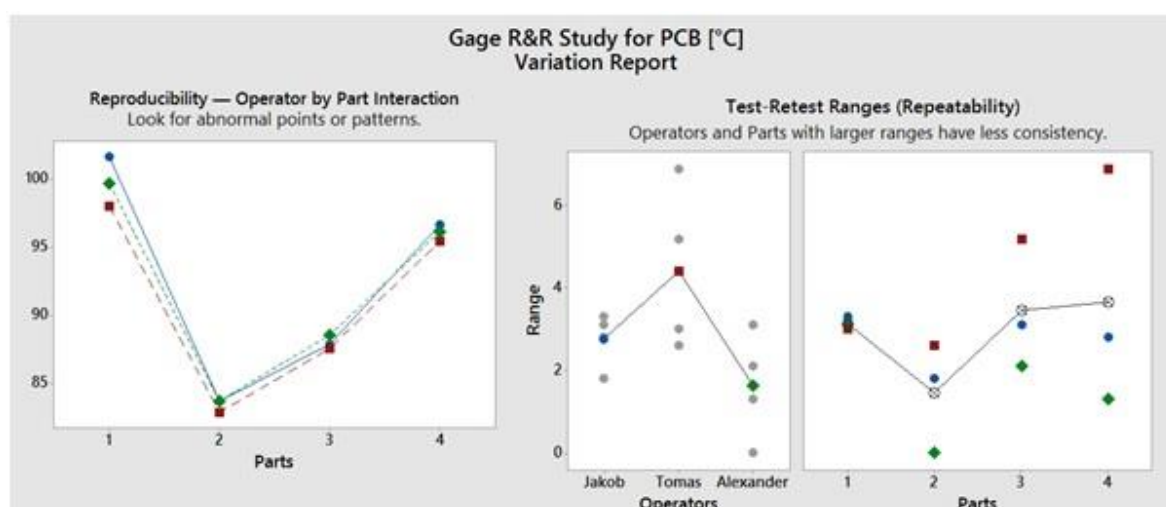 Gage R&R Study for PCB [°C]
Variation Report
Reproducibility — Operator by Part Interaction
Look for abnormal points or patterns.
100
95
90
85
1 2 3 4
Parts
Test-Retest Ranges (Repeatability)
Operators and Parts with larger ranges have less consistency.
Range
6
4
2
0
Jakob Tomas Alexander
Operators
1 2 3 4
Parts